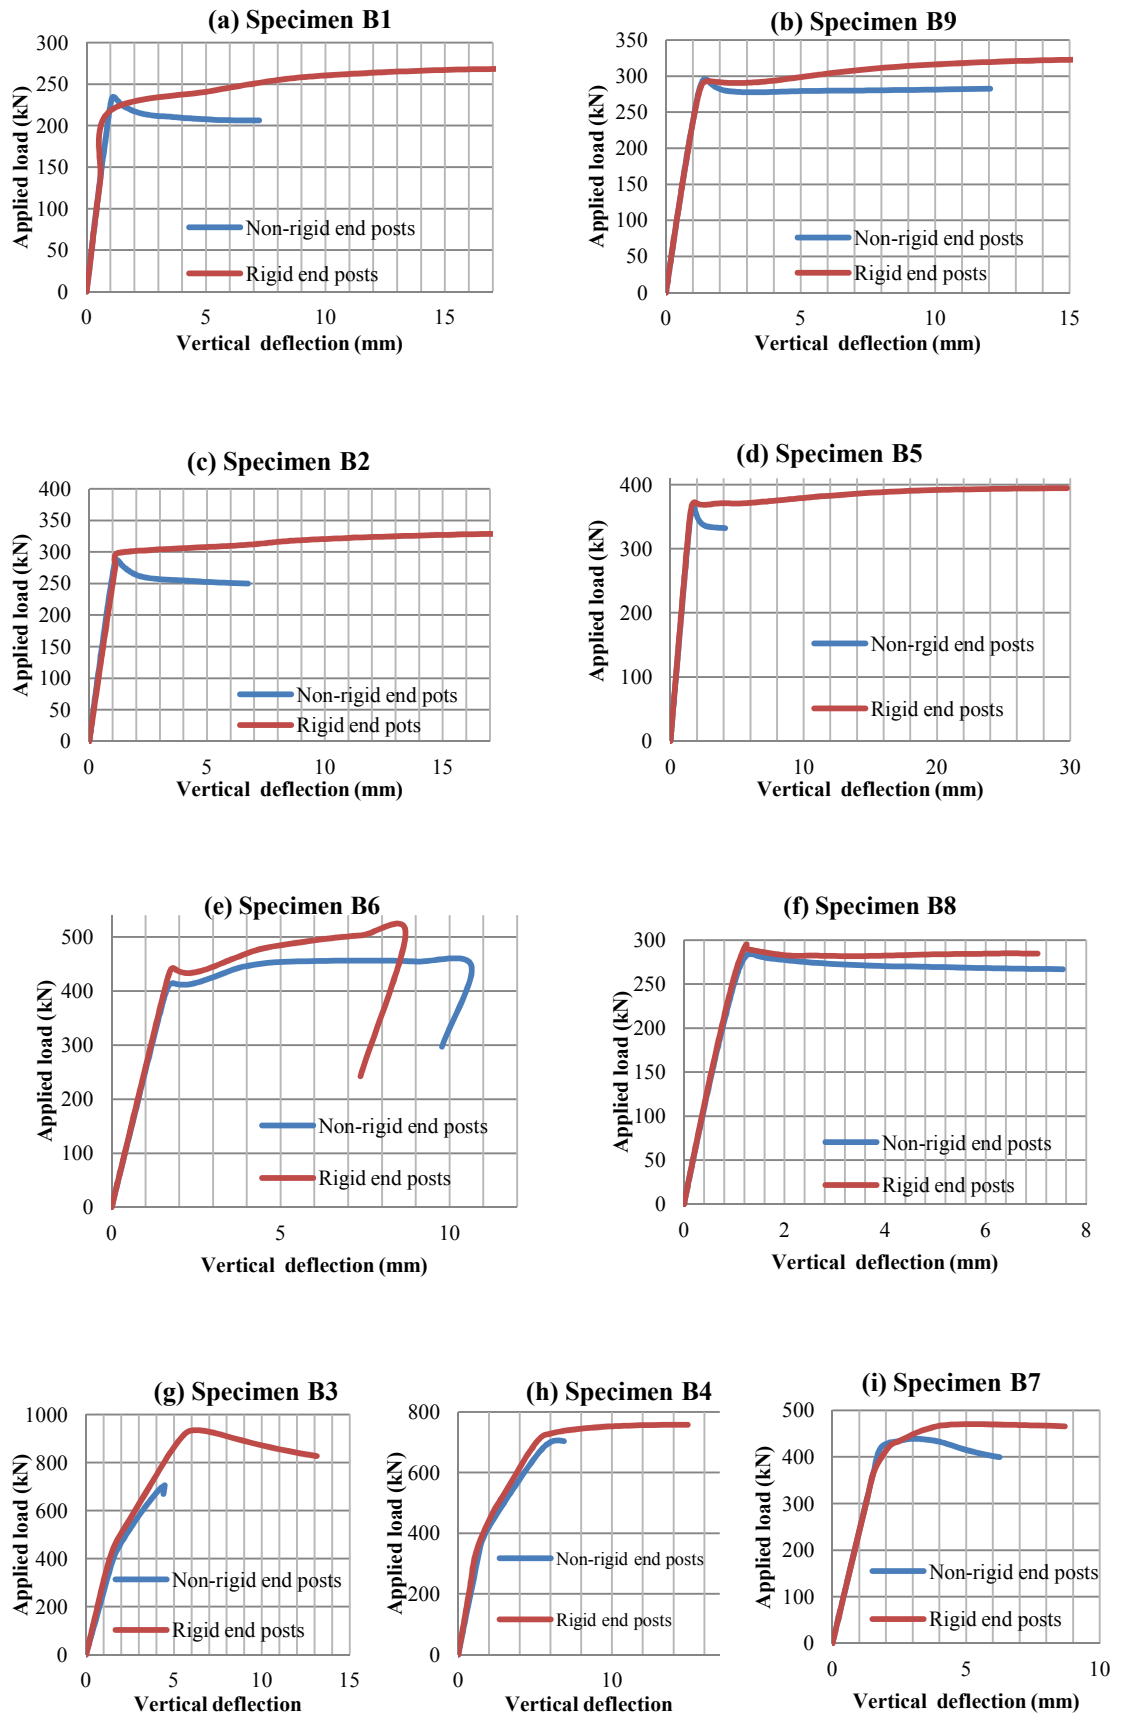 (a) Specimen B1
300
250
200
150
100
50
0
0 5 10 15
Applied load (kN)
Vertical deflection (mm)
Non-rigid end posts
Rigid end posts
(b) Specimen B9
350
300
250
200
150
100
50
0
0 5 10 15
Applied load (kN)
Vertical deflection (mm)
Non-rigid end posts
Rigid end posts
(c) Specimen B2
400
350
300
250
200
150
100
50
0
0 5 10 15
Applied load (kN)
Vertical deflection (mm)
Non-rigid end pots
Rigid end pots
(d) Specimen B5
400
300
200
100
0
0 10 20 30
Applied load (kN)
Vertical deflection (mm)
Non-rgid end posts
Rigid end posts
(e) Specimen B6
500
400
300
200
100
0
0 5 10
Applied load (kN)
Vertical deflection (mm)
Non-rigid end posts
Rigid end posts
(f) Specimen B8
300
250
200
150
100
50
0
0 2 4 6 8
Applied load (kN)
Vertical deflection (mm)
Non-rigid end posts
Rigid end posts
(g) Specimen B3
1000
800
600
400
200
0
0 5 10 15
Applied load (kN)
Vertical deflection
Non-rigid end posts
Rigid end posts
(h) Specimen B4
800
600
400
200
0
0 10
Applied load (kN)
Vertical deflection
Non-rigid end posts
Rigid end posts
(i) Specimen B7
500
400
300
200
100
0
0 5 10
Applied load (kN)
Vertical deflection (mm)
Non-rigid end posts
Rigid end posts